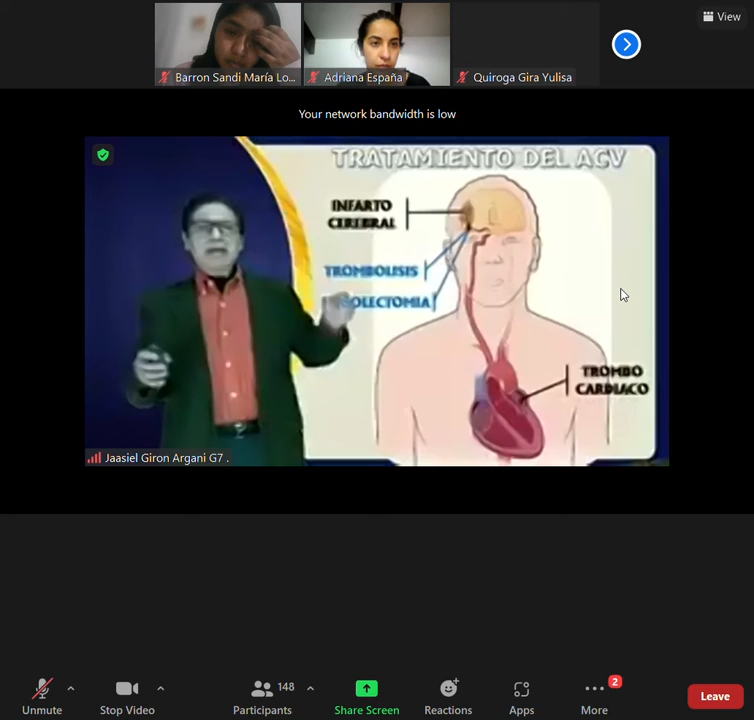 View
Barron Sandi María Lo...
Adriana España
Quiroga Gira Yulisa
Your network bandwidth is low
TRATAMIENTO DEL ACV
INFARTO
CEREBRAL
TROMBOLISIS
OLECTOMIA
TROMBO
CARDIACO
Jaasiel Giron Argani G7 .
148
2
Unmute
Stop Video
Participants
Share Screen
Reactions
Apps
More
Leave